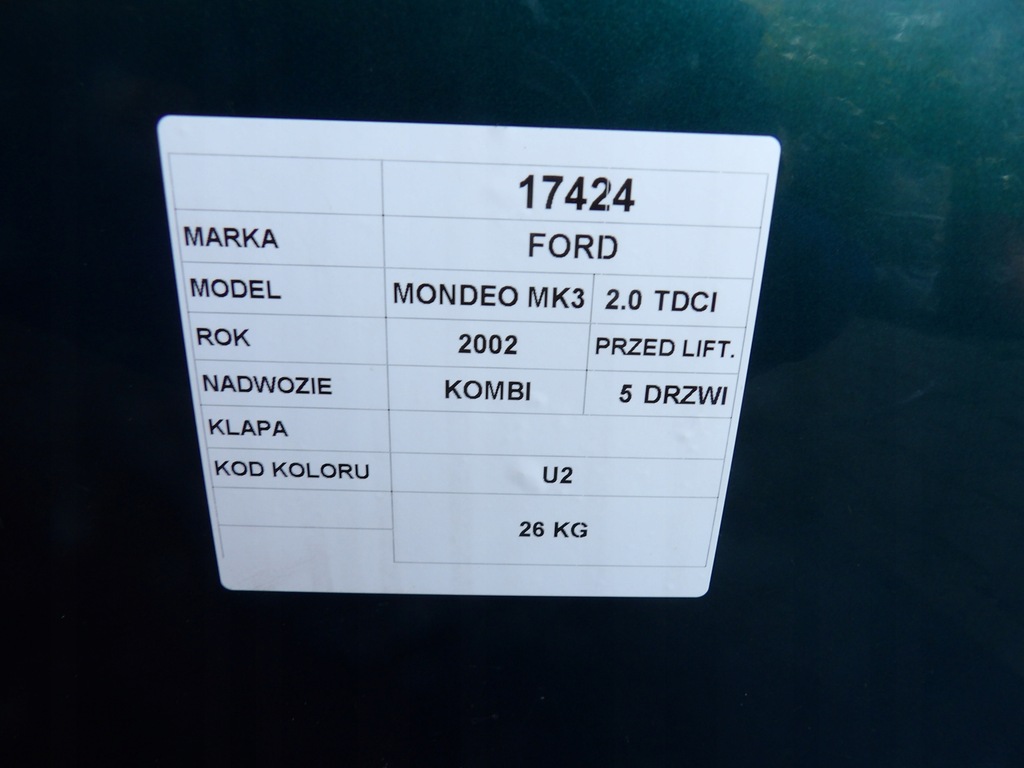 17424
MARKA FORD
MODEL MONDEO MK3 2.0 TDCI
ROK 2002 PRZED LIFT.
NADWOZIE KOMBI 5 DRZWI
KLAPA
KOD KOLORU U2
26 KG